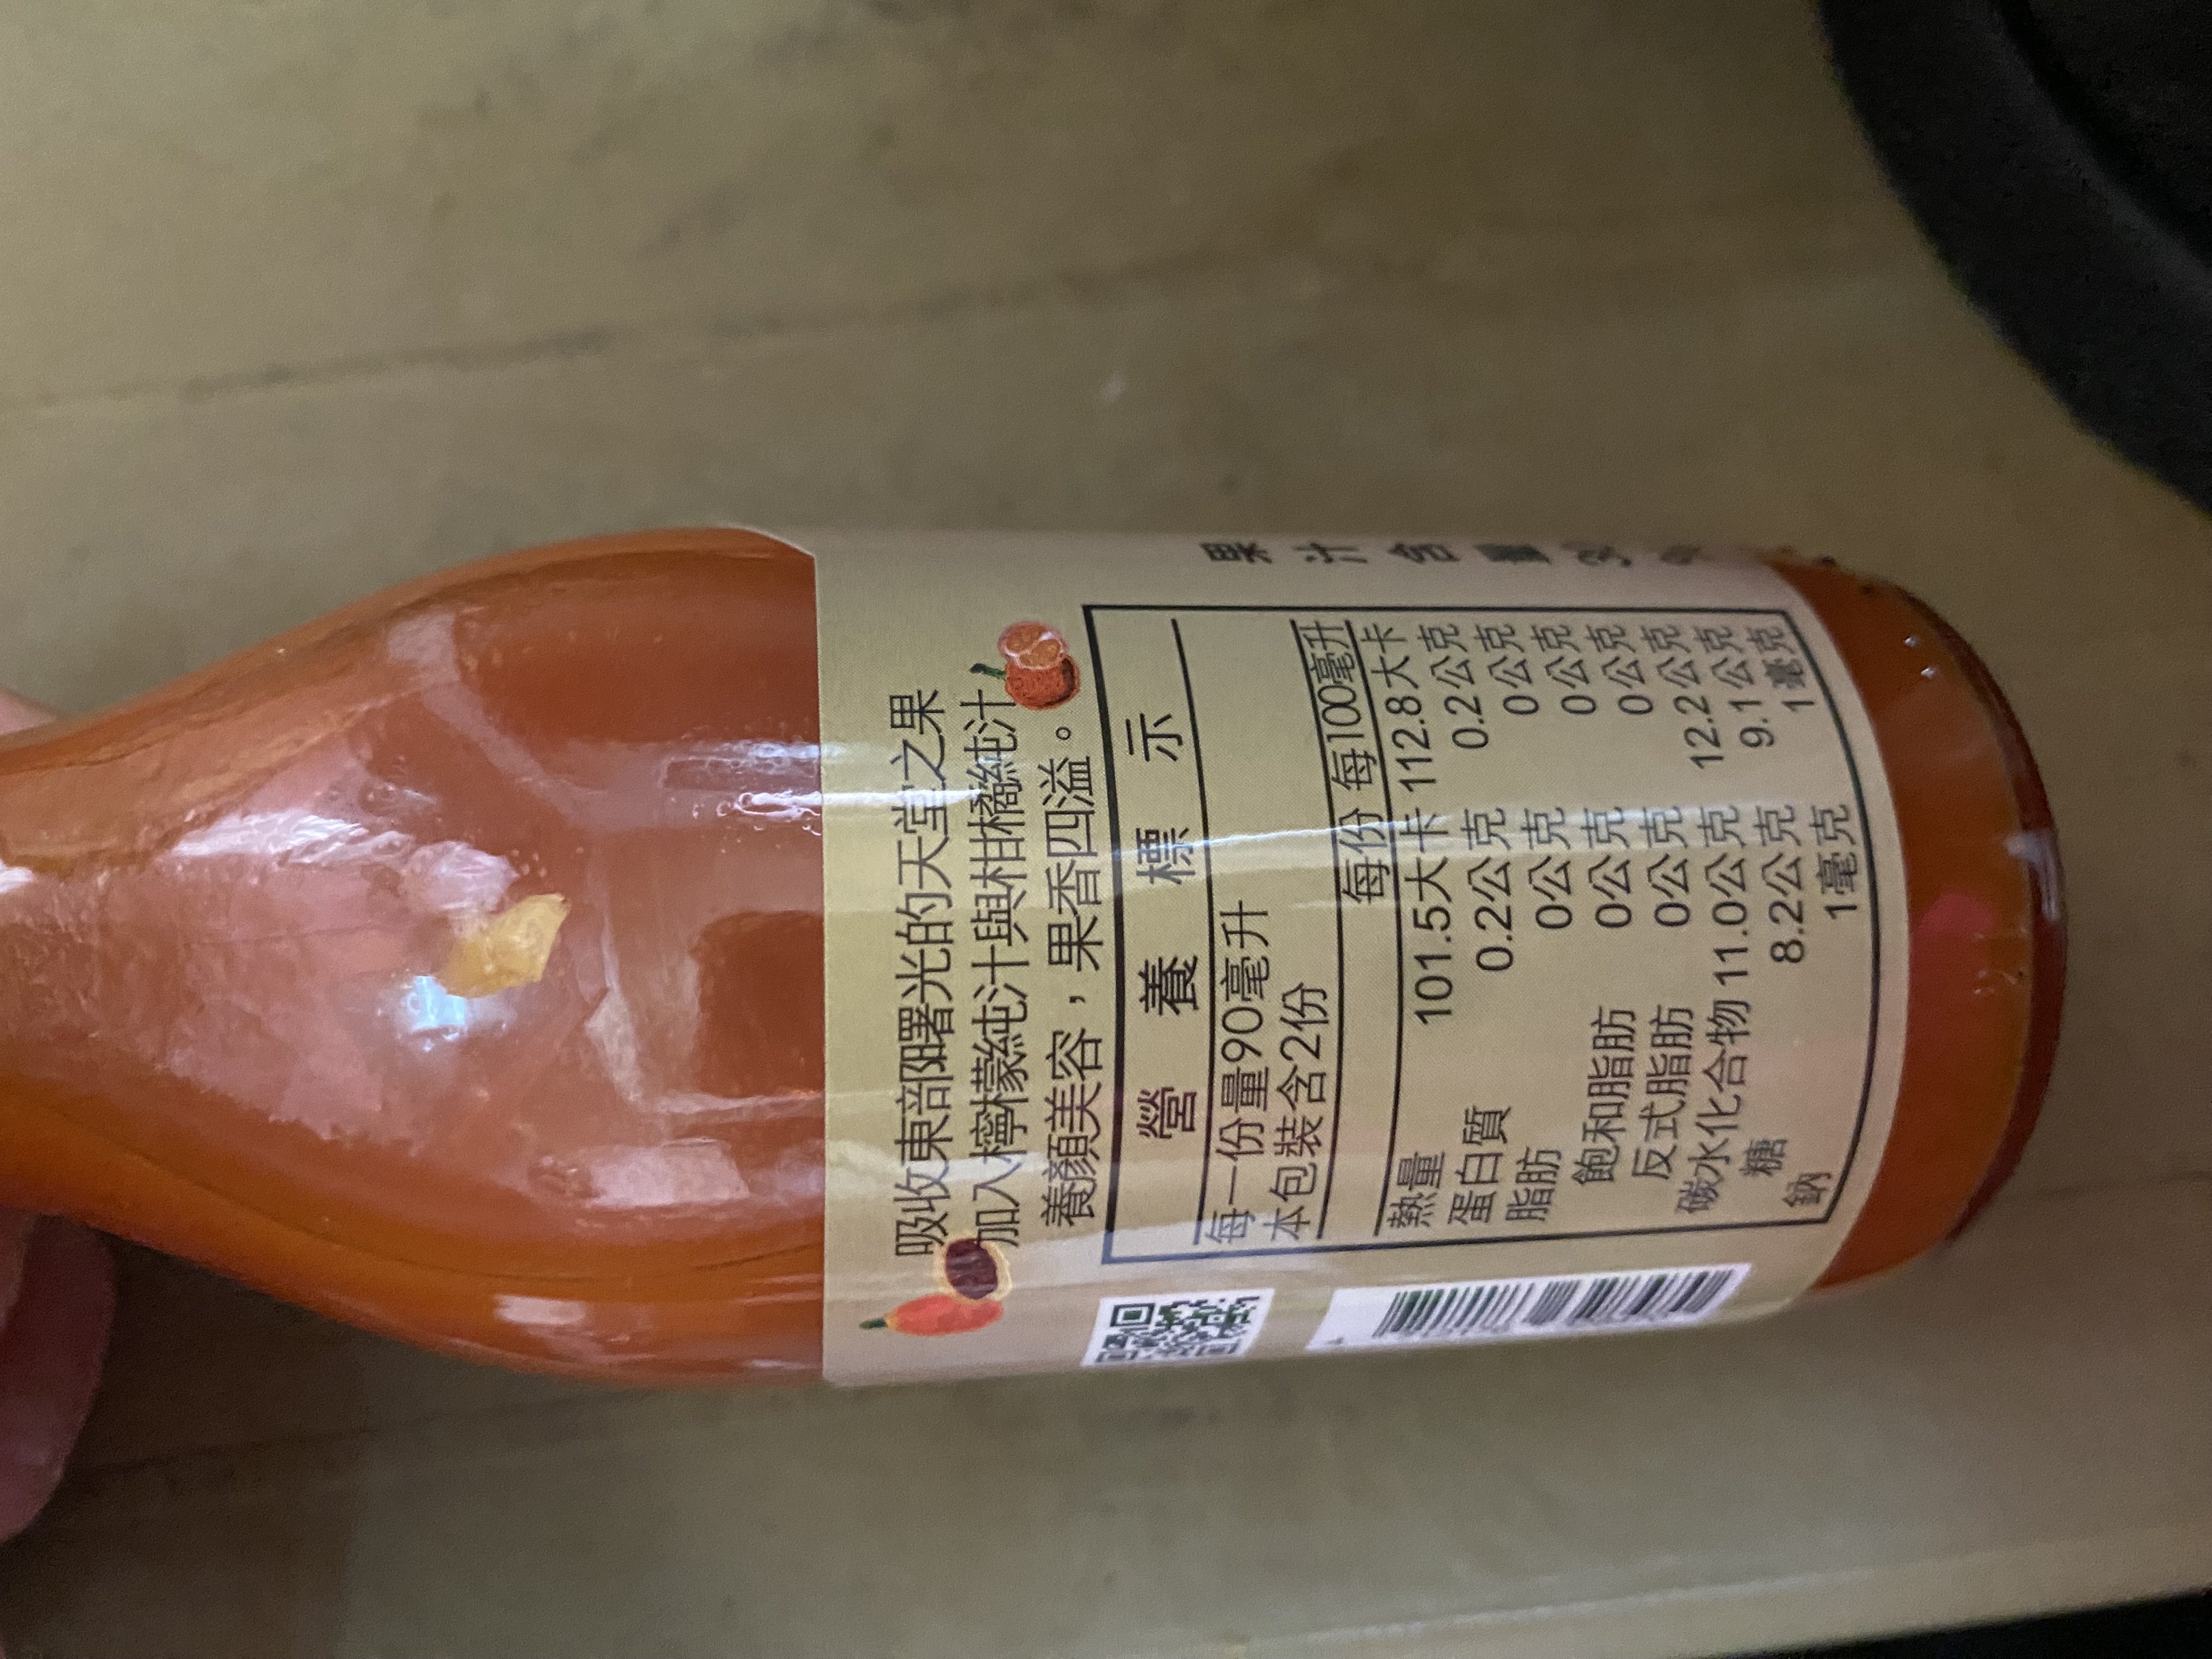 吸收東部陽曙光的天堂之果
加入檸檬純汁與柑橘純汁
養顏美容，果香四溢。
營養標示
每一份量90毫升
本包裝含2份
每份 每100毫升
熱量 101.5大卡 112.8大卡
蛋白質 0.2公克 0.2公克
脂肪 0公克 0公克
飽和脂肪 0公克 0公克
反式脂肪 0公克 0公克
碳水化合物 11.0公克 12.2公克
糖 8.2公克 9.1公克
鈉 1毫克 1毫克
果汁含量